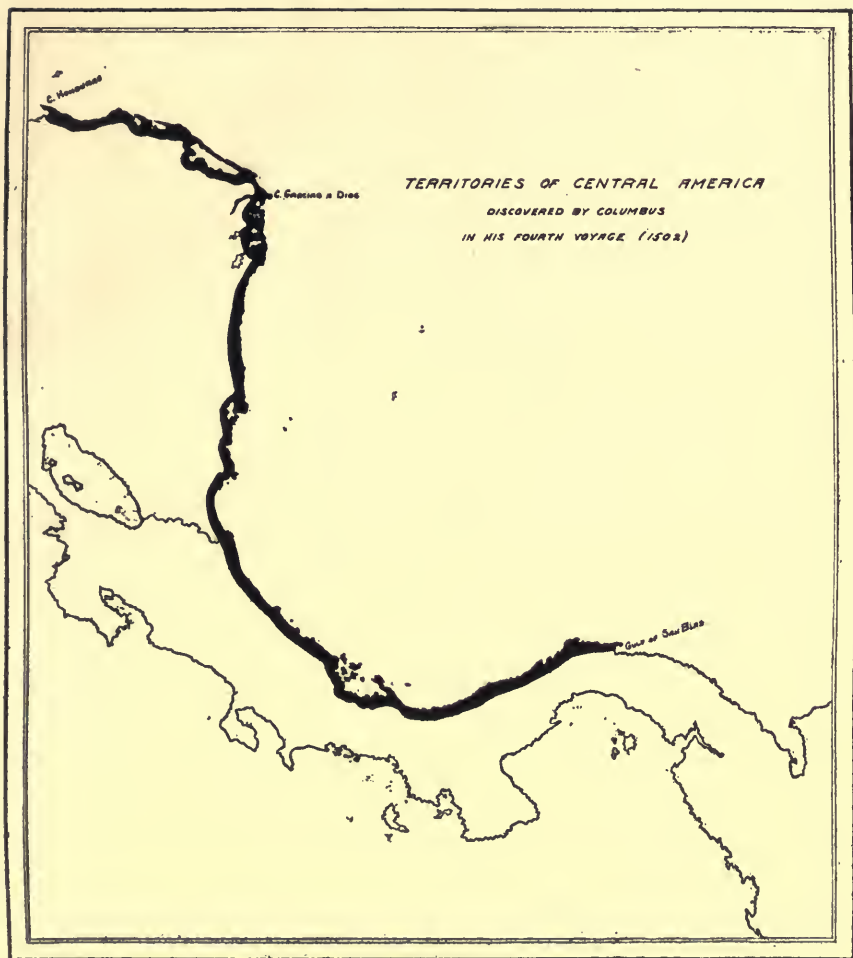 C. HONDURAS
C. GRACIAS A DIOS
TERRITORIES OF CENTRAL AMERICA
DISCOVERED BY COLUMBUS
IN HIS FOURTH VOYAGE (1502)
GULF OF SAN BLAS